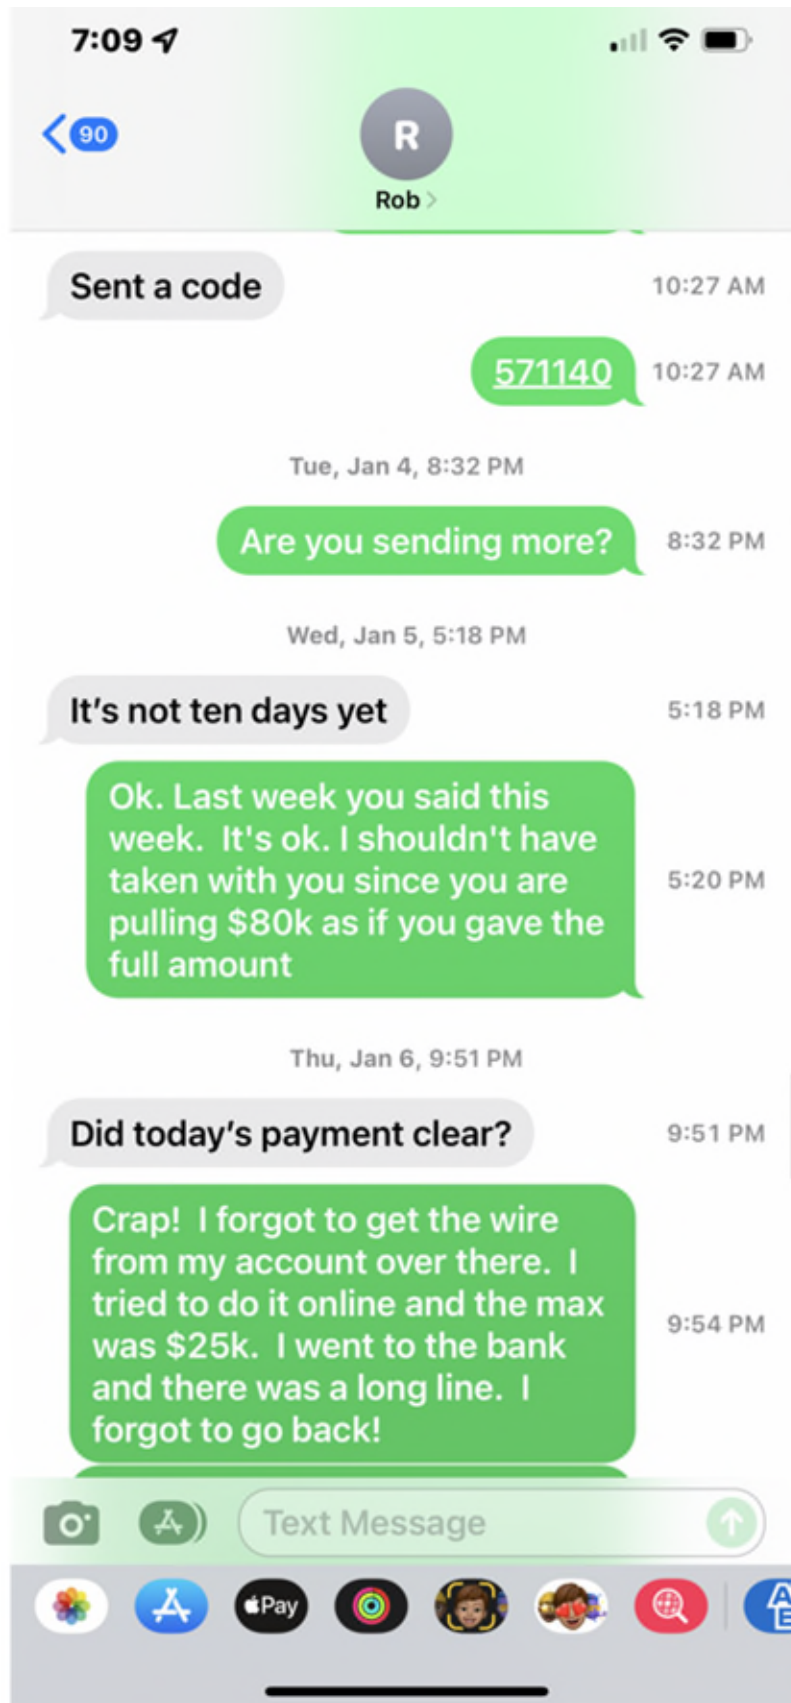 7:09
90
R
Rob
Sent a code
10:27 AM
571140
10:27 AM
Tue, Jan 4, 8:32 PM
Are you sending more?
8:32 PM
Wed, Jan 5, 5:18 PM
It's not ten days yet
5:18 PM
Ok. Last week you said this
week.  It's ok. I shouldn't have
taken with you since you are
pulling $80k as if you gave the
full amount
5:20 PM
Thu, Jan 6, 9:51 PM
Did today's payment clear?
9:51 PM
Crap!  I forgot to get the wire
from my account over there.  I
tried to do it online and the max
was $25k.  I went to the bank
and there was a long line.  I
forgot to go back!
9:54 PM
Text Message
Pay